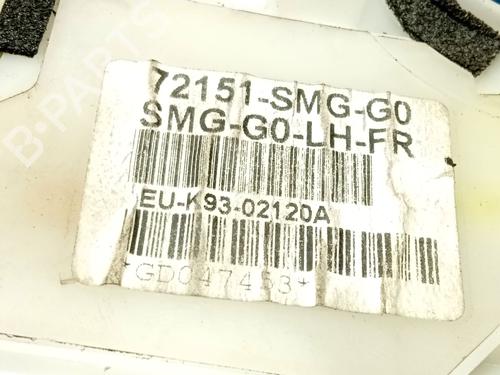 72151-SMG-G0
SMG-G0-LH-FR
EU-K93-02120A
*GD047453*
B-PARTS